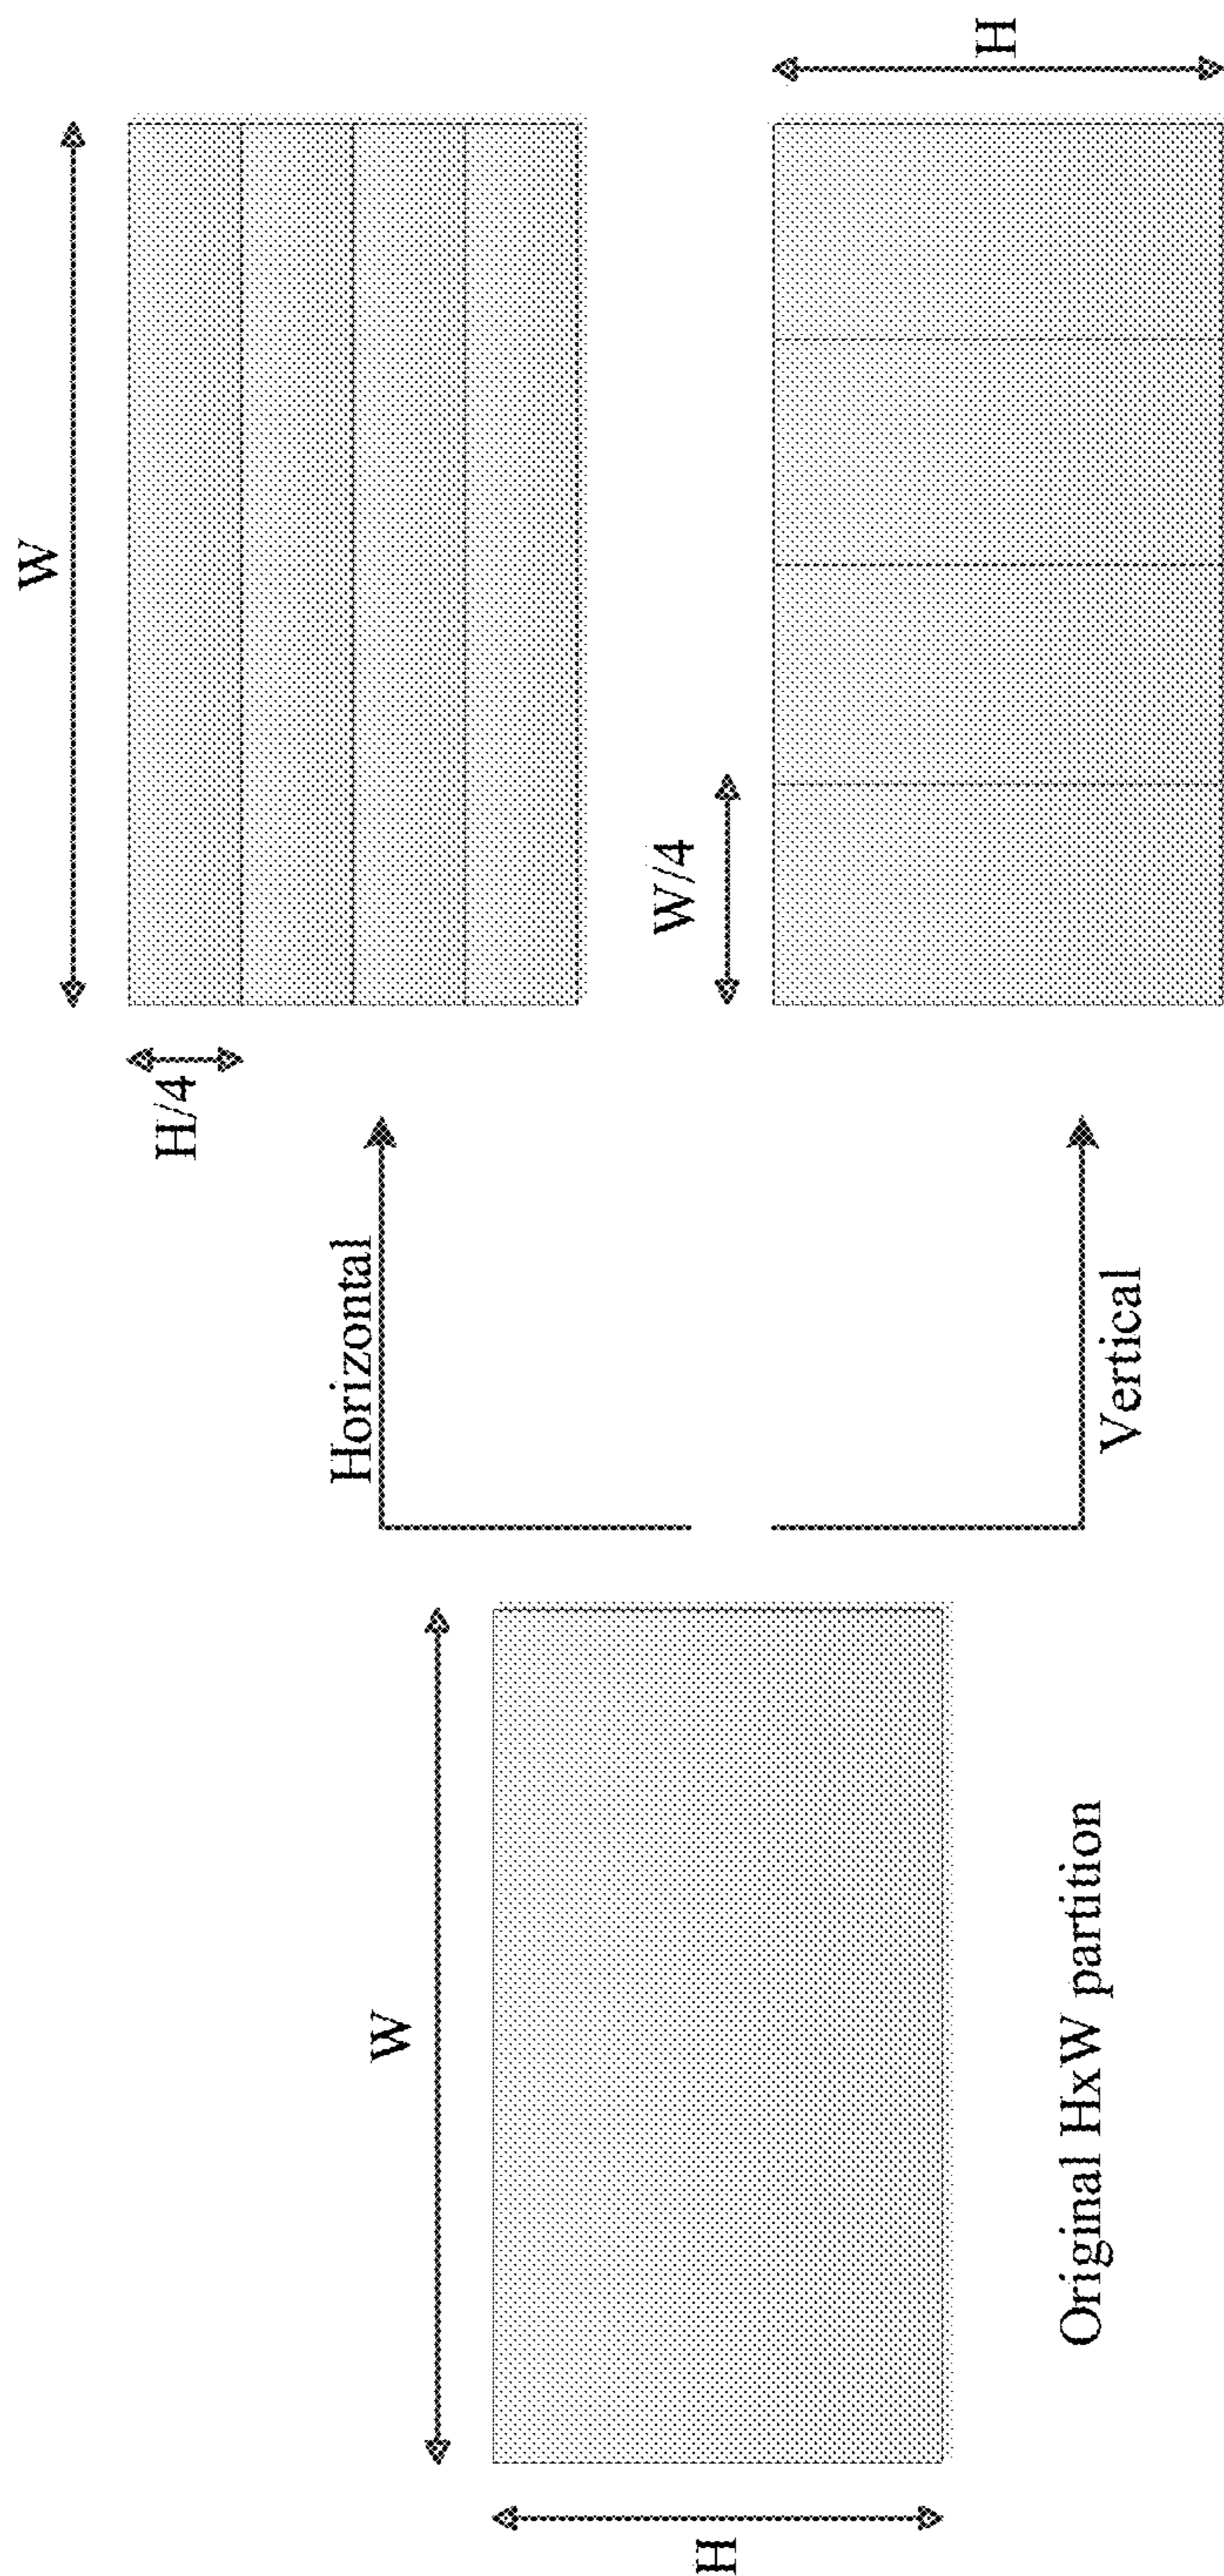 W
H
Original HxW partition
Horizontal
Vertical
W
H/4
W/4
H